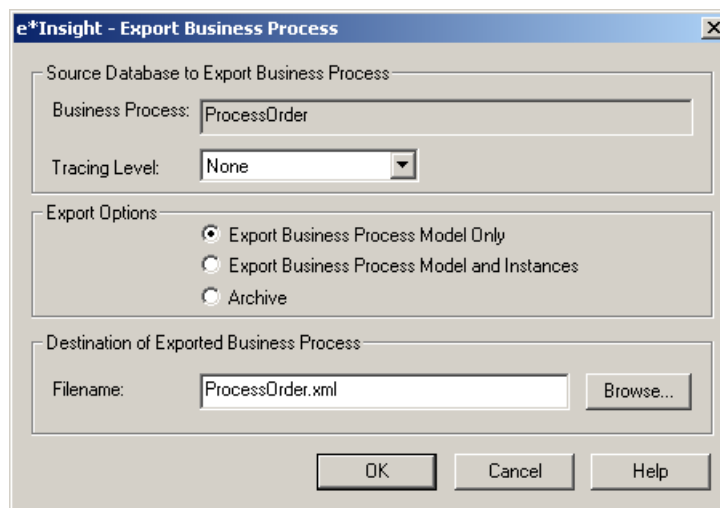 e*Insight - Export Business Process
Source Database to Export Business Process
Business Process: ProcessOrder
Tracing Level: None
Export Options
Export Business Process Model Only
Export Business Process Model and Instances
Archive
Destination of Exported Business Process
Filename: ProcessOrder.xml Browse...
OK Cancel Help